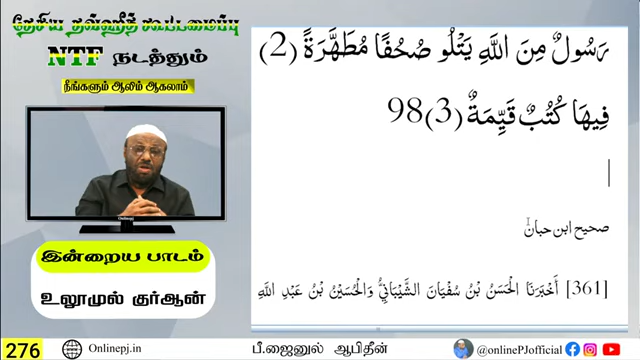 தேசிய தவ்ஹீத் கூட்டமைப்பு
NTF நடத்தும்
நீங்களும் ஆலிம் ஆகலாம்
Onlinepj
இன்றைய பாடம்
உலூமுல் குர்ஆன்
رَسُولٌ مِنَ اللَّهِ يَتْلُو صُحُفًا مُطَهَّرَةً (2)
فِيهَا كُتُبٌ قَيِّمَةٌ (3) 98
صحيح ابن حبان
[361] أَخْبَرَنَا الْحَسَنُ بْنُ سُفْيَانَ الشَّيْبَانِيُّ وَالْحُسَيْنُ بْنُ عَبْدِ اللَّهِ
276 Onlinepj.in பீ.ஜைனுல் ஆபிதீன் @onlinePJofficial